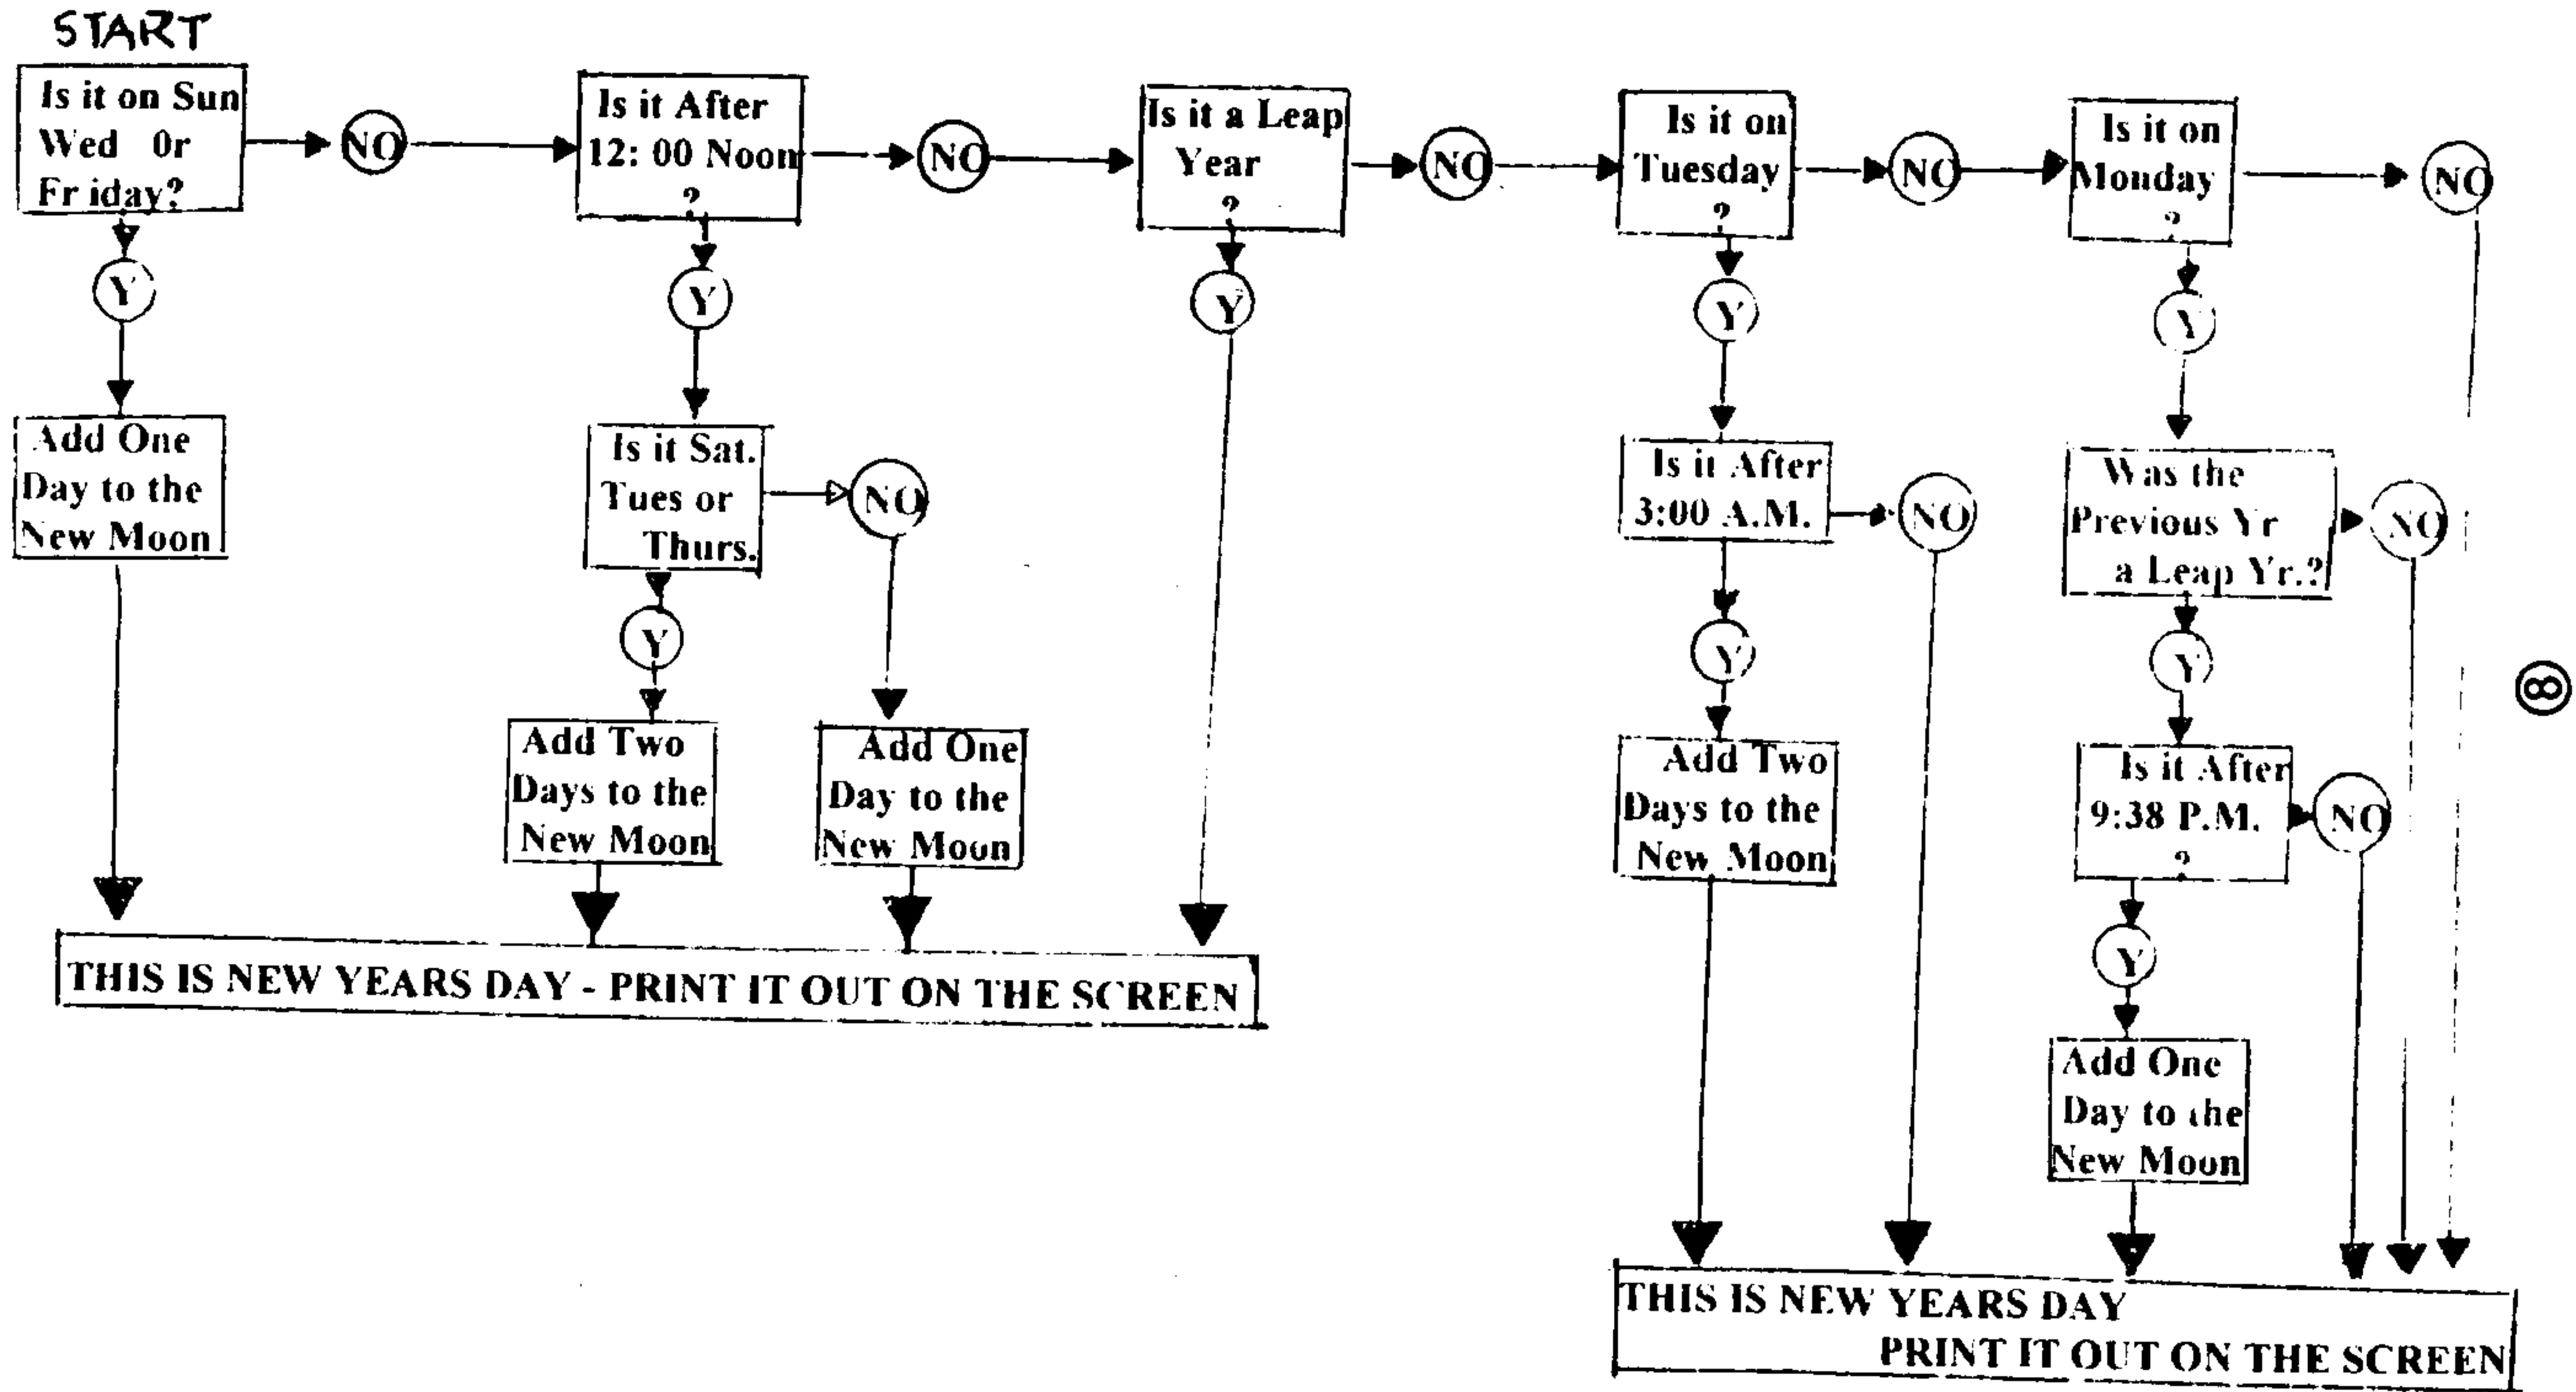 START
Is it on Sun
Wed 0r
Fr iday?
NO
Is it After
12: 00 Noon
?
NO
Is it a Leap
Year
?
NO
Is it on
Tuesday
?
NO
Is it on
Monday
?
NO
Y
Y
Y
Y
Y
Add One
Day to the
New Moon
Is it Sat.
Tues or
Thurs.
NO
Is it After
3:00 A.M.
NO
Was the
Previous Yr
a Leap Yr.?
NO
Y
Y
Y
Add Two
Days to the
New Moon
Add One
Day to the
New Moon
Add Two
Days to the
New Moon
Is it After
9:38 P.M.
?
NO
Y
Add One
Day to the
New Moon
THIS IS NEW YEARS DAY - PRINT IT OUT ON THE SCREEN
THIS IS NEW YEARS DAY
PRINT IT OUT ON THE SCREEN
8